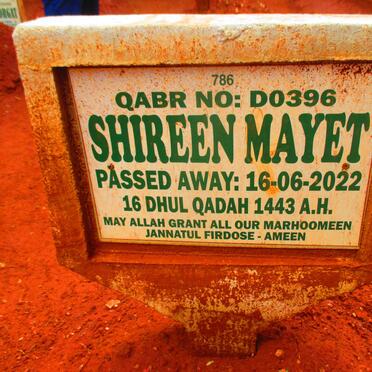 786
QABR NO: D0396
SHIREEN MAYET
PASSED AWAY: 16-06-2022
16 DHUL QADAH 1443 A.H.
MAY ALLAH GRANT ALL OUR MARHOOMEEN
JANNATUL FIRDOSE - AMEEN